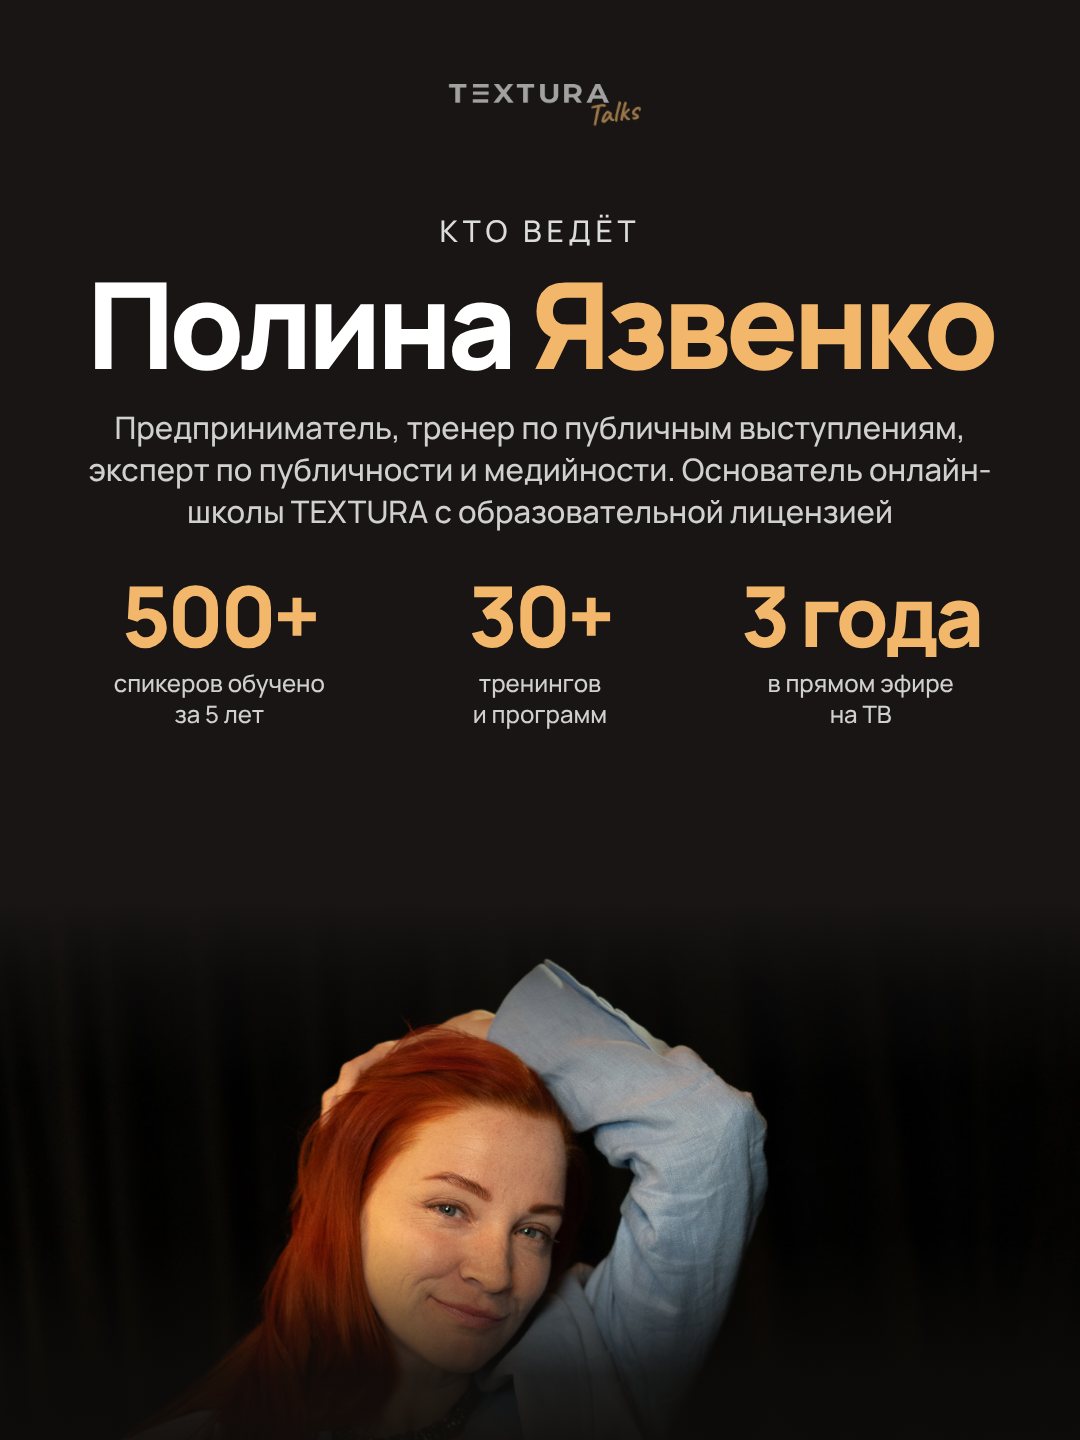 TEXTURA
Talks
КТО ВЕДЁТ
Полина Язвенко
Предприниматель, тренер по публичным выступлениям,
эксперт по публичности и медийности. Основатель онлайн-
школы TEXTURA с образовательной лицензией
500+ 30+ 3 года
спикеров обучено тренингов в прямом эфире
за 5 лет и программ на ТВ